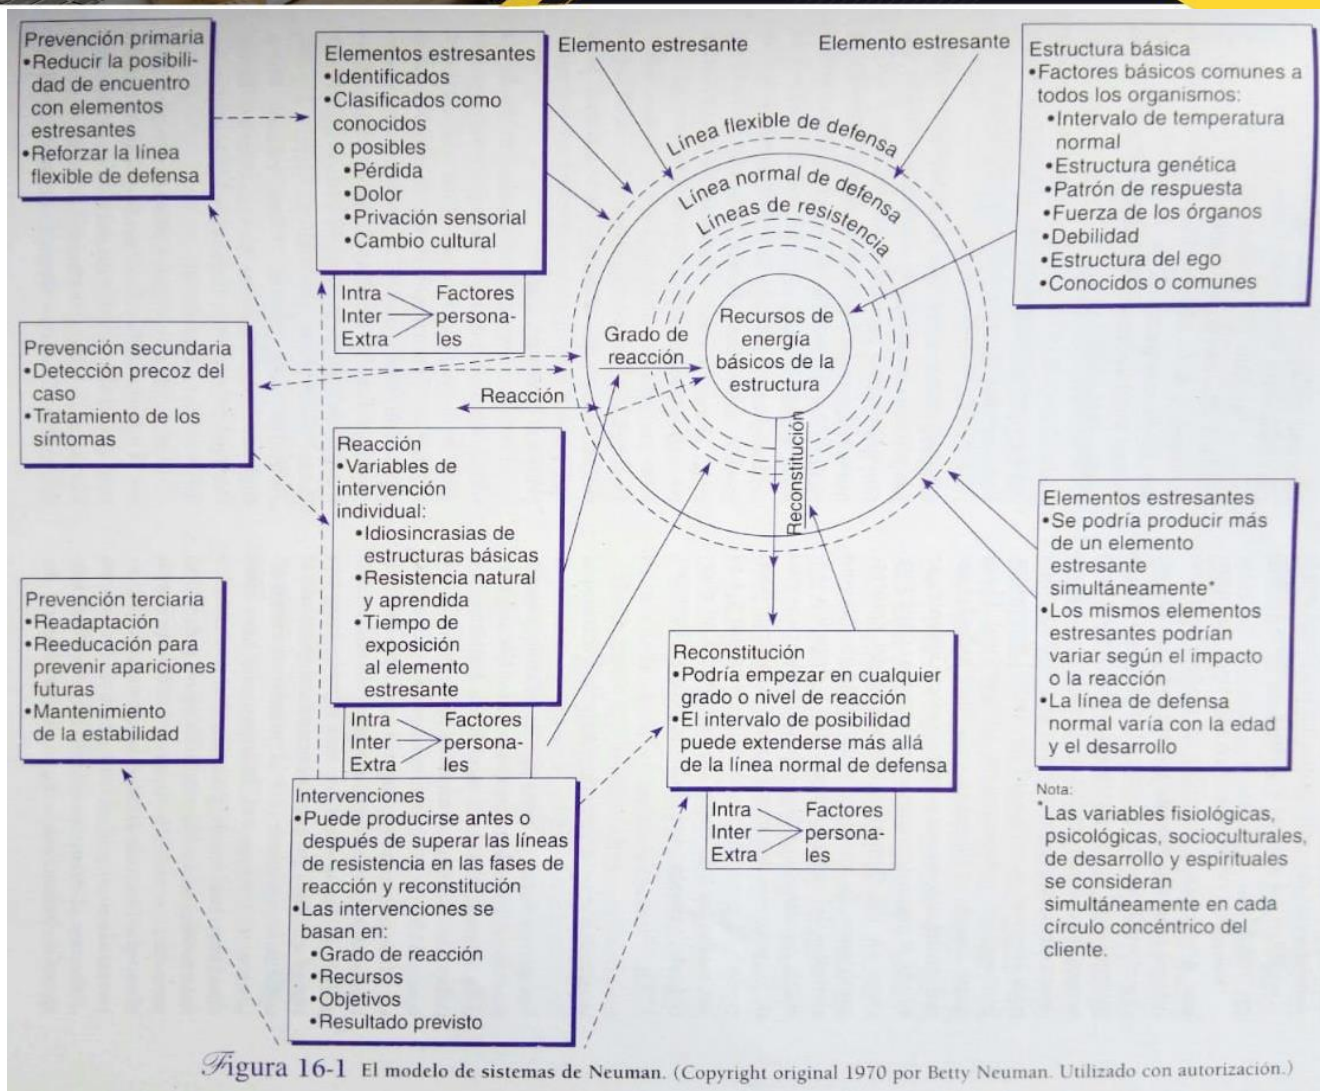 Prevención primaria
•Reducir la posibili-
dad de encuentro
con elementos
estresantes
•Reforzar la línea
flexible de defensa
Elementos estresantes
•Identificados
•Clasificados como
conocidos
o posibles
•Pérdida
•Dolor
•Privación sensorial
•Cambio cultural
Intra
Inter
Extra
Factores
persona-
les
Elemento estresante
Elemento estresante
Estructura básica
•Factores básicos comunes a
todos los organismos:
•Intervalo de temperatura
normal
•Estructura genética
•Patrón de respuesta
•Fuerza de los órganos
•Debilidad
•Estructura del ego
•Conocidos o comunes
Línea flexible de defensa
Línea normal de defensa
Líneas de resistencia
Recursos de
energía
básicos de la
estructura
Grado de
reacción
Reacción
Reconstitución
Prevención secundaria
•Detección precoz del
caso
•Tratamiento de los
síntomas
Reacción
•Variables de
intervención
individual:
•Idiosincrasias de
estructuras básicas
•Resistencia natural
y aprendida
•Tiempo de
exposición
al elemento
estresante
Intra
Inter
Extra
Factores
persona-
les
Elementos estresantes
•Se podría producir más
de un elemento
estresante
simultáneamente*
•Los mismos elementos
estresantes podrían
variar según el impacto
o la reacción
•La línea de defensa
normal varía con la edad
y el desarrollo
Prevención terciaria
•Readaptación
•Reeducación para
prevenir apariciones
futuras
•Mantenimiento
de la estabilidad
Reconstitución
•Podría empezar en cualquier
grado o nivel de reacción
•El intervalo de posibilidad
puede extenderse más allá
de la línea normal de defensa
Intra
Inter
Extra
Factores
persona-
les
Intervenciones
•Puede producirse antes o
después de superar las líneas
de resistencia en las fases de
reacción y reconstitución
•Las intervenciones se
basan en:
•Grado de reacción
•Recursos
•Objetivos
•Resultado previsto
Nota:
*Las variables fisiológicas,
psicológicas, socioculturales,
de desarrollo y espirituales
se consideran
simultáneamente en cada
círculo concéntrico del
cliente.
Figura 16-1 El modelo de sistemas de Neuman. (Copyright original 1970 por Betty Neuman. Utilizado con autorización.)